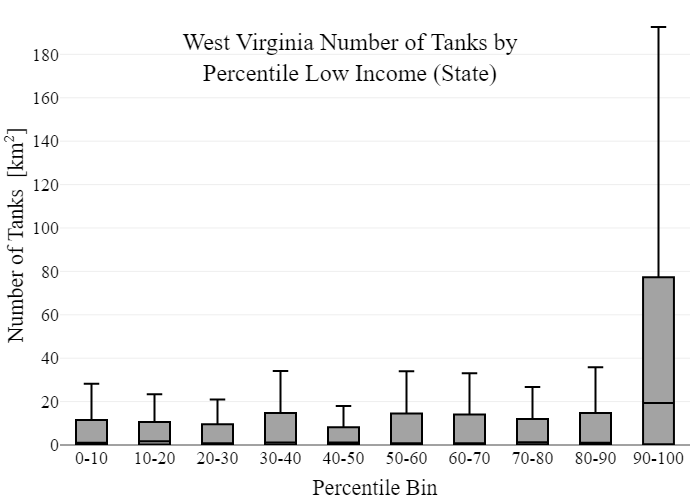 West Virginia Number of Tanks by
Percentile Low Income (State)
Number of Tanks [km²]
180
160
140
120
100
80
60
40
20
0
0-10 10-20 20-30 30-40 40-50 50-60 60-70 70-80 80-90 90-100
Percentile Bin